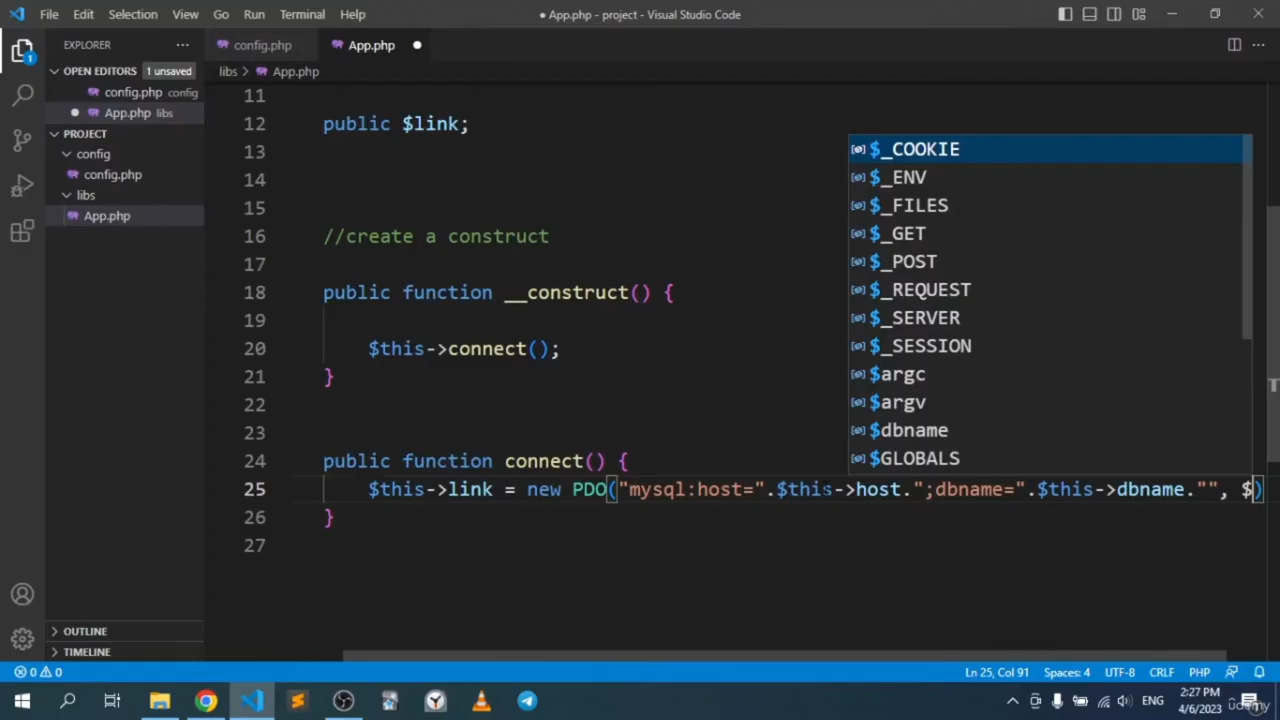 File Edit Selection View Go Run Terminal Help
● App.php - project - Visual Studio Code
EXPLORER
OPEN EDITORS 1 unsaved
config.php config
App.php libs
PROJECT
config
config.php
libs
App.php
OUTLINE
TIMELINE
config.php App.php
libs > App.php
11
12 public $link;
13
14
15
16 //create a construct
17
18 public function __construct() {
19
20 $this->connect();
21 }
22
23
24 public function connect() {
25 $this->link = new PDO("mysql:host=".$this->host.";dbname=".$this->dbname."", $)
26 }
27
$_COOKIE
$_ENV
$_FILES
$_GET
$_POST
$_REQUEST
$_SERVER
$_SESSION
$argc
$argv
$dbname
$GLOBALS
1
0 0
Ln 25, Col 91 Spaces: 4 UTF-8 CRLF PHP
ENG
2:27 PM
4/6/2023
udemy